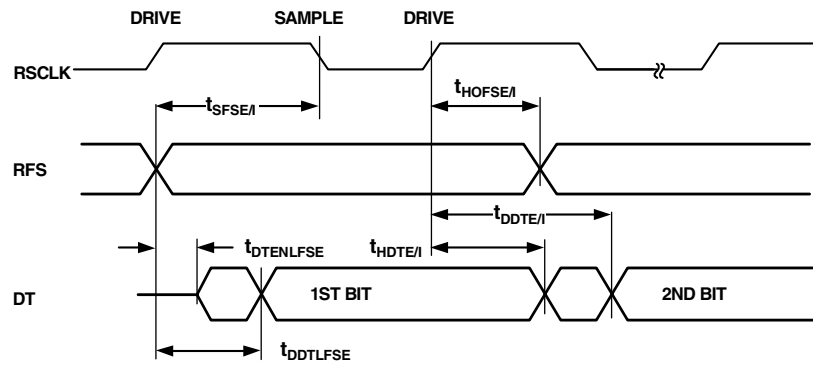 DRIVE SAMPLE DRIVE
RSCLK
tSFSE/I tHOFSE/I
RFS
tDDTE/I
tDTENLFSE tHDTE/I
DT 1ST BIT 2ND BIT
tDDTLFSE